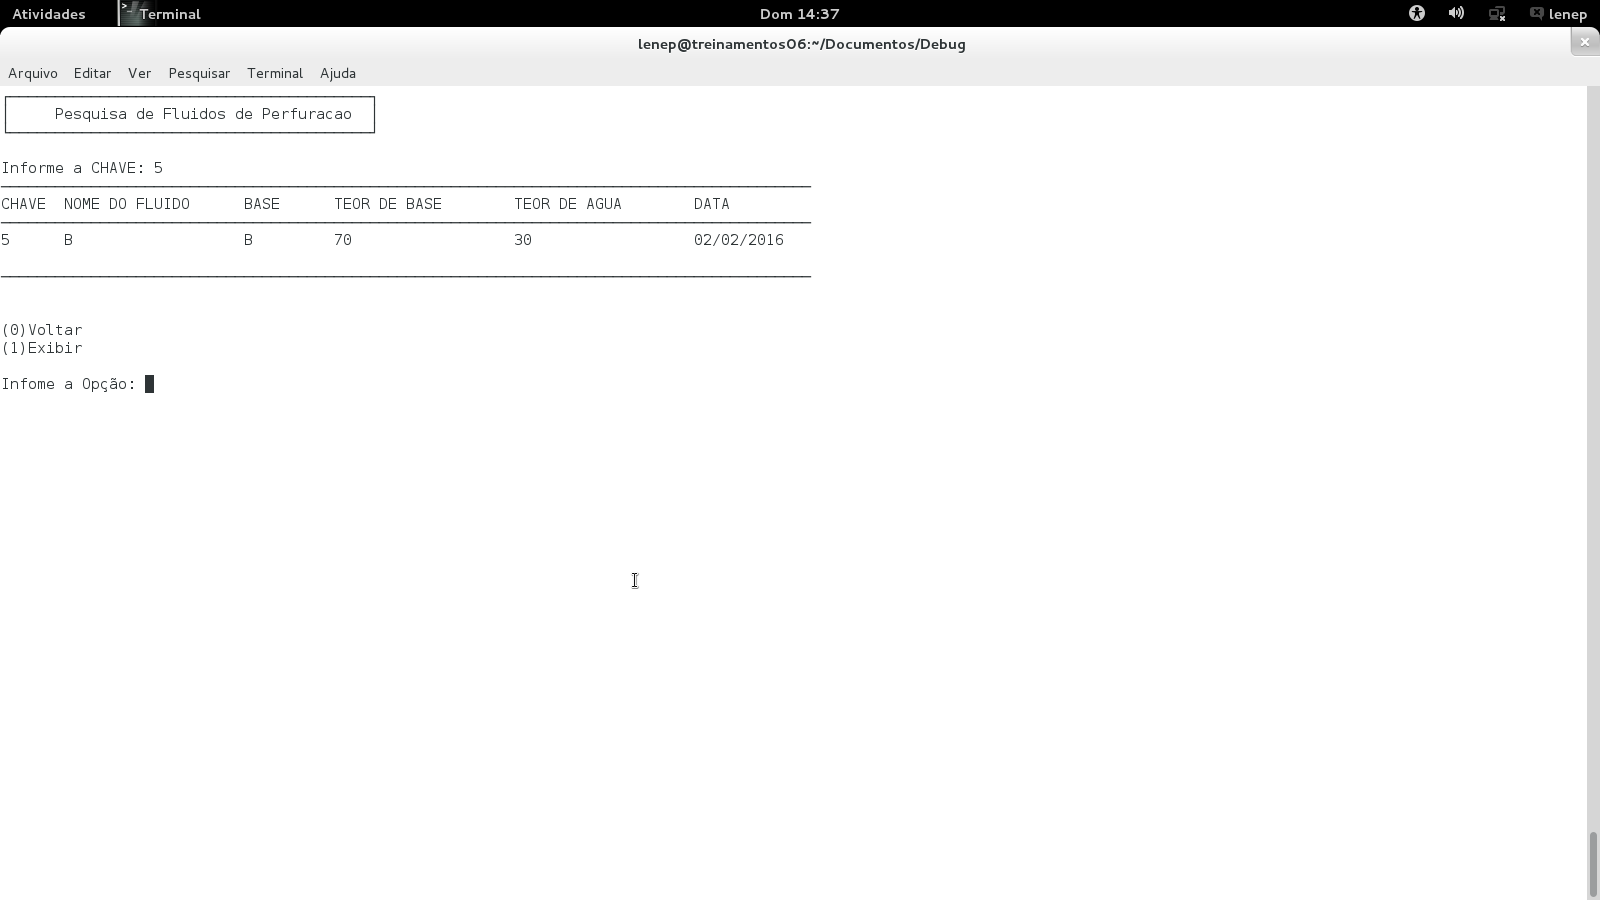 Atividades Terminal Dom 14:37 lenep
lenep@treinamentos06:~/Documentos/Debug
Arquivo Editar Ver Pesquisar Terminal Ajuda
Pesquisa de Fluidos de Perfuracao
Informe a CHAVE: 5
CHAVE NOME DO FLUIDO BASE TEOR DE BASE TEOR DE AGUA DATA
5 B B 70 30 02/02/2016
(0)Voltar
(1)Exibir
Infome a Opção: